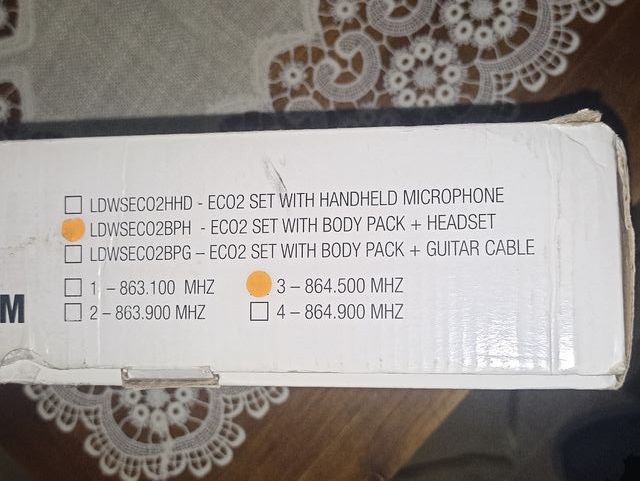 LDWSECO2HHD - ECO2 SET WITH HANDHELD MICROPHONE
LDWSECO2BPH - ECO2 SET WITH BODY PACK + HEADSET
LDWSECO2BPG – ECO2 SET WITH BODY PACK + GUITAR CABLE
1 – 863.100 MHZ 3 – 864.500 MHZ
M 2 – 863.900 MHZ 4 – 864.900 MHZ